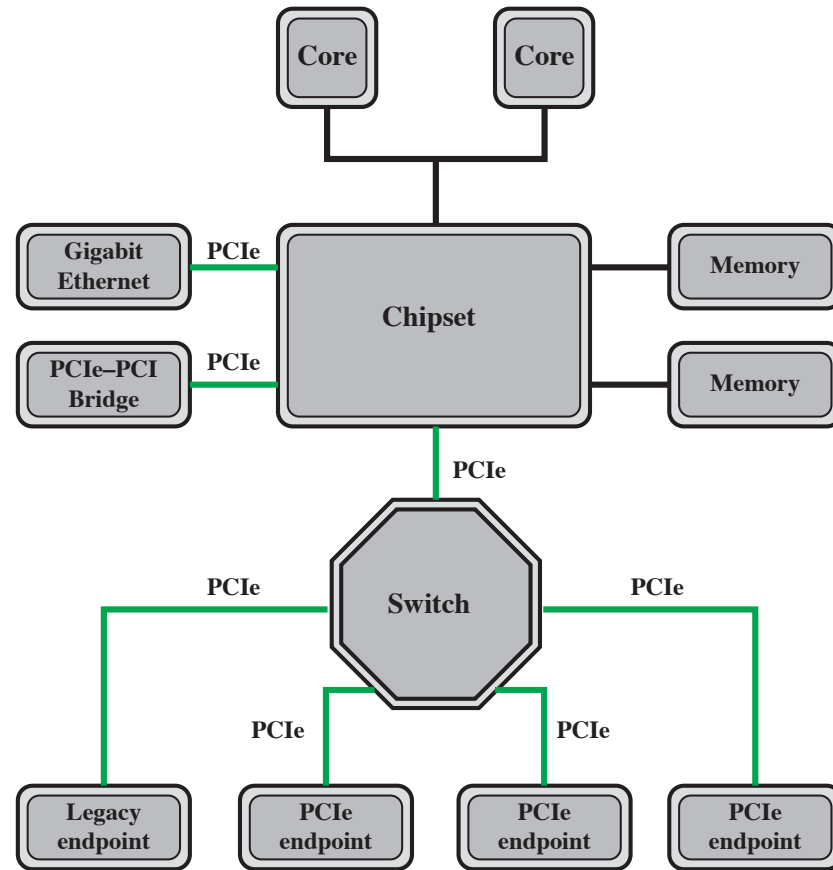 Core
Core
Gigabit
Ethernet
PCIe
Memory
Chipset
PCIe–PCI
Bridge
PCIe
Memory
PCIe
PCIe
Switch
PCIe
PCIe
PCIe
Legacy
endpoint
PCIe
endpoint
PCIe
endpoint
PCIe
endpoint